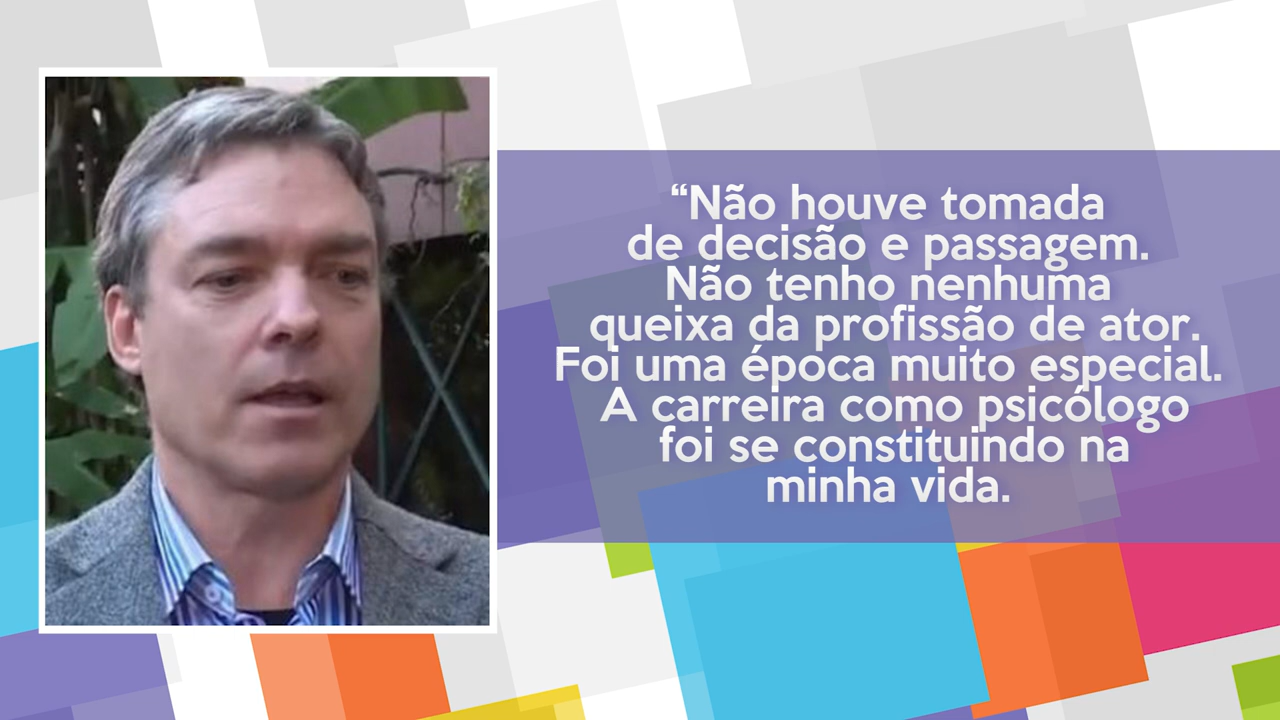 “Não houve tomada
de decisão e passagem.
Não tenho nenhuma
queixa da profissão de ator.
Foi uma época muito especial.
A carreira como psicólogo
foi se constituindo na
minha vida.